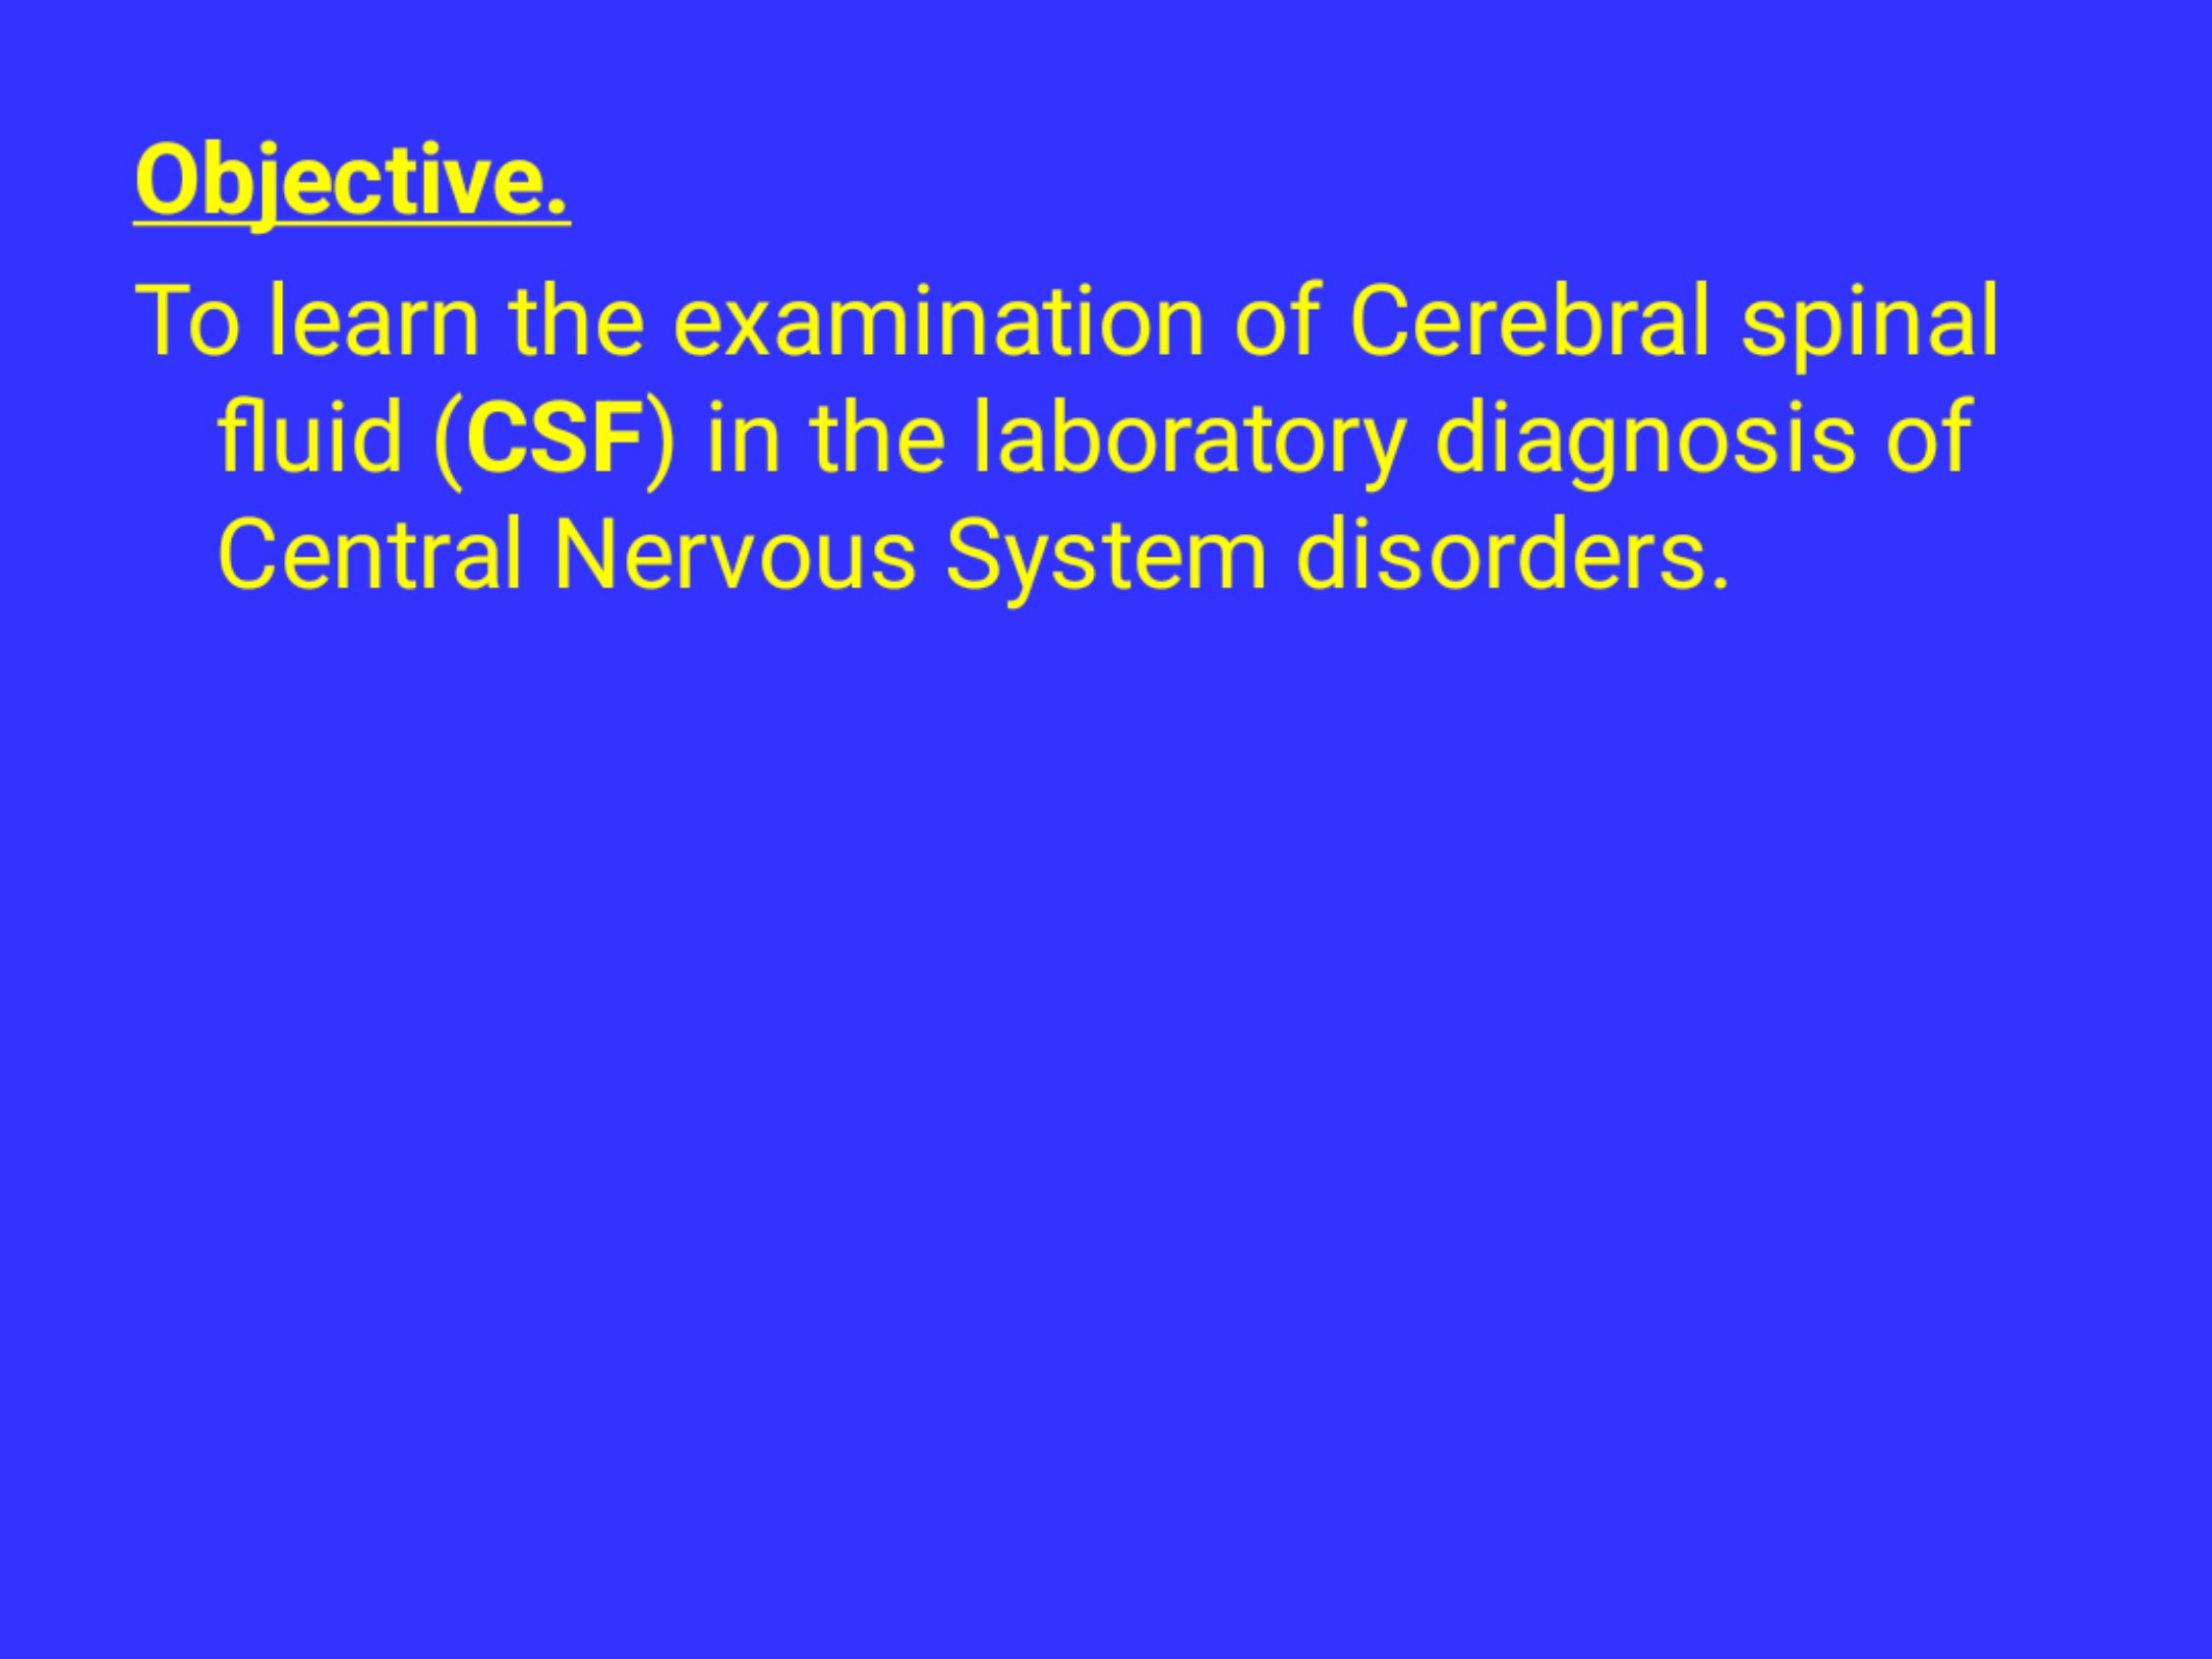 Objective.
To learn the examination of Cerebral spinal
fluid (CSF) in the laboratory diagnosis of
Central Nervous System disorders.